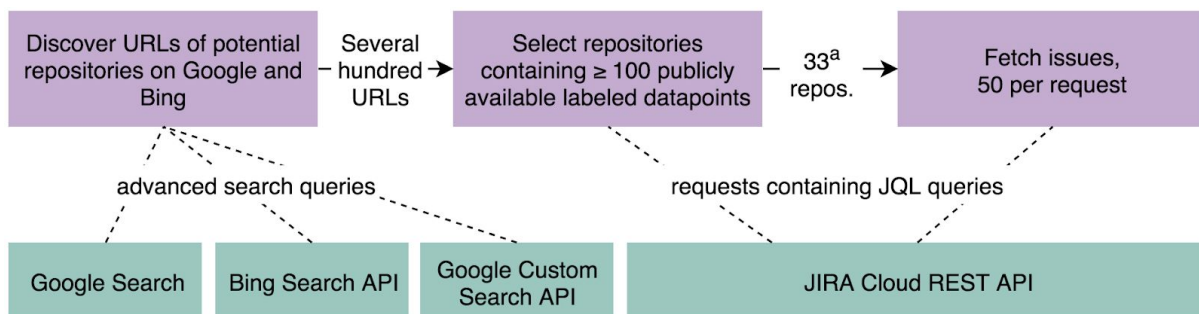 Discover URLs of potential
repositories on Google and
Bing
Several
hundred
URLs
Select repositories
containing ≥ 100 publicly
available labeled datapoints
33ª
repos.
Fetch issues,
50 per request
advanced search queries
requests containing JQL queries
Google Search
Bing Search API
Google Custom
Search API
JIRA Cloud REST API